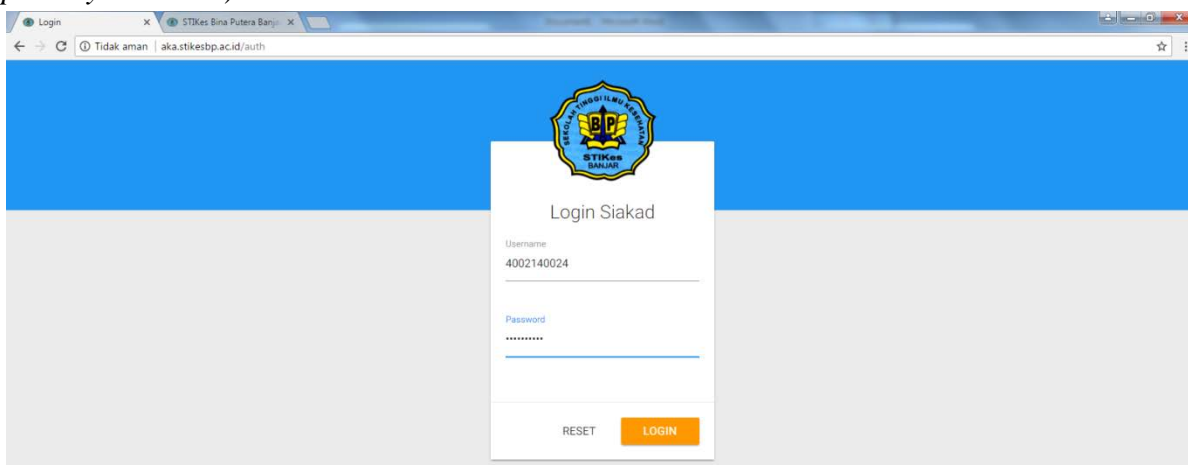 Login
STIKes Bina Putera Banja
Tidak aman | aka.stikesbp.ac.id/auth
SEKOLAH TINGGI ILMU KESEHATAN
BP
STIKes
BANJAR
Login Siakad
Username
4002140024
Password
••••••••••
RESET
LOGIN